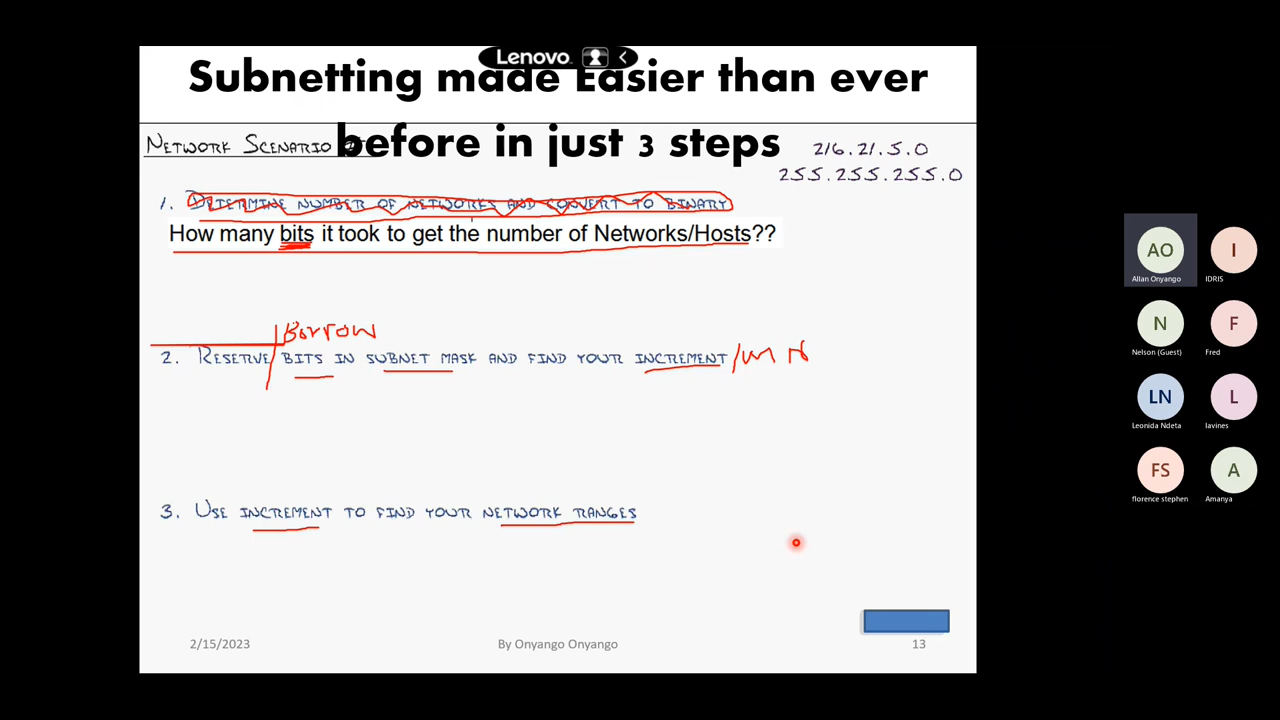 Lenovo
Subnetting made Easier than ever
before in just 3 steps
NETWORK SCENARIO
216.21.5.0
255.255.255.0
1. DETERMINE NUMBER OF NETWORKS AND CONVERT TO BINARY
How many bits it took to get the number of Networks/Hosts??
Borrow
2. RESERVE BITS IN SUBNET MASK AND FIND YOUR INCREMENT
3. USE INCREMENT TO FIND YOUR NETWORK RANGES
2/15/2023
By Onyango Onyango
13
AO
Allan Onyango
I
IDRIS
N
Nelson (Guest)
F
Fred
LN
Leonida Ndeta
L
lavines
FS
florence stephen
A
Amanya